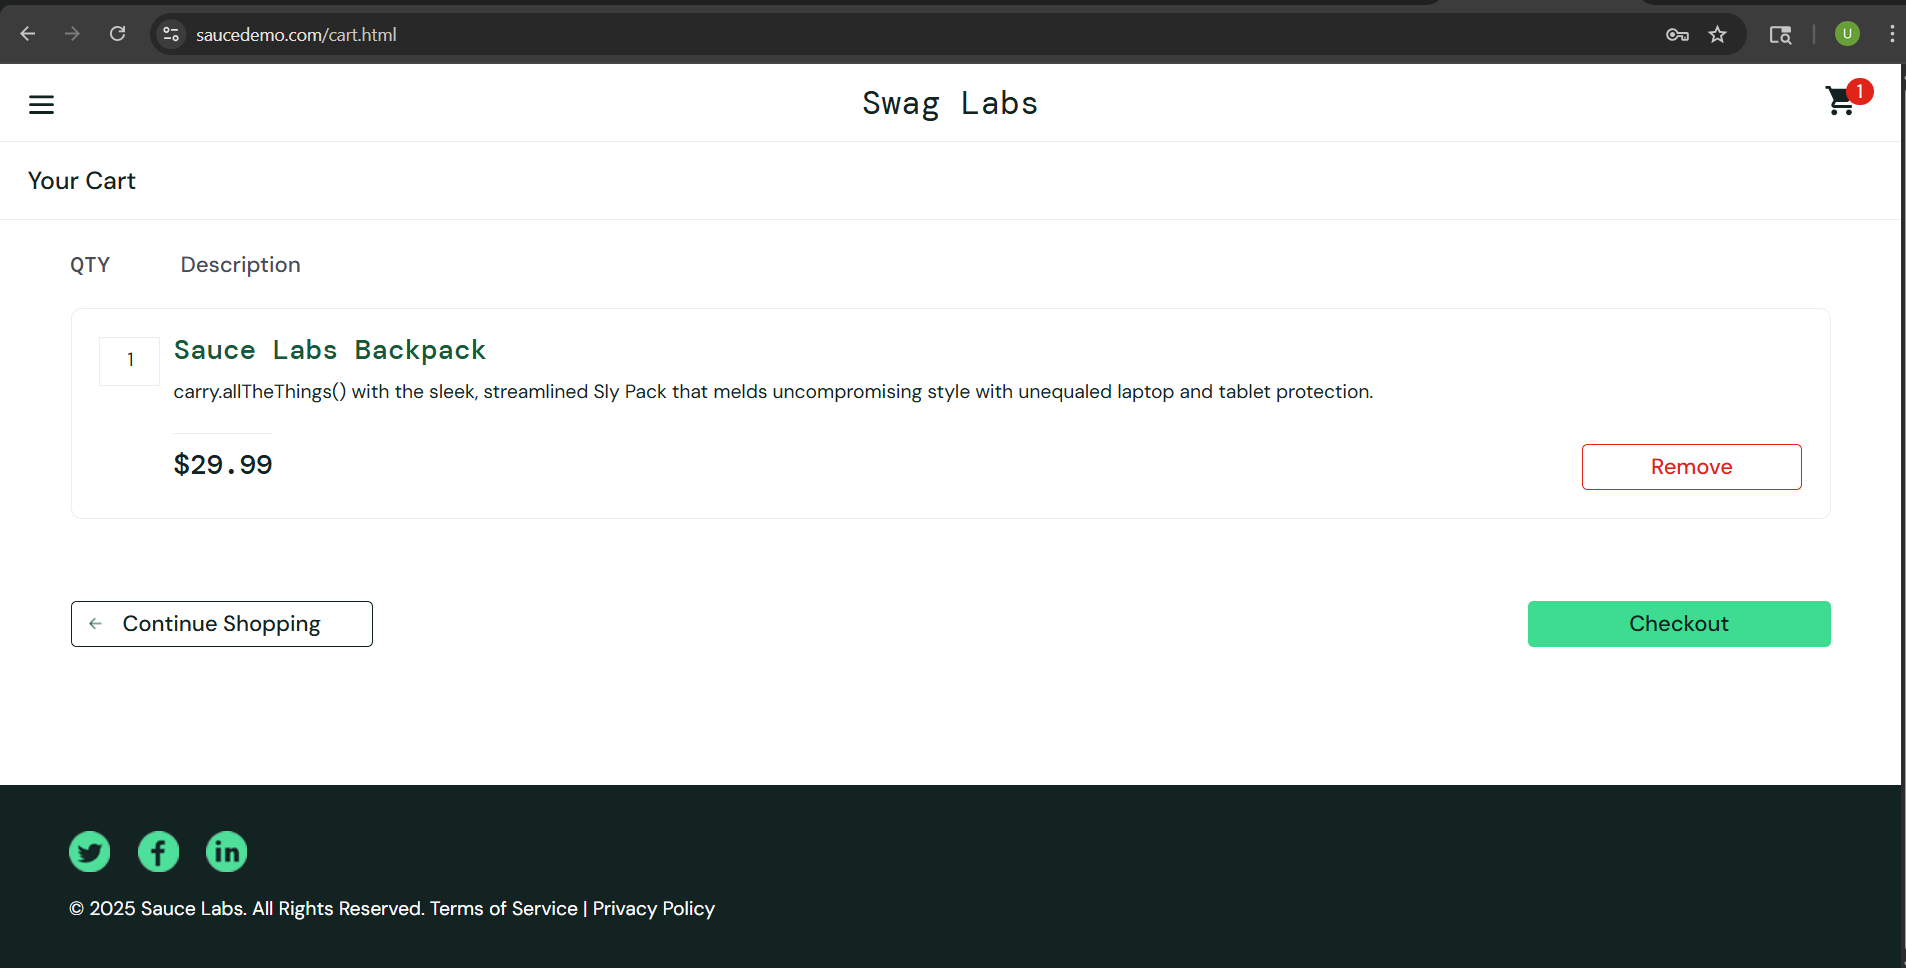 saucedemo.com/cart.html
U
Swag Labs
1
Your Cart
QTY Description
1 Sauce Labs Backpack
carry.allTheThings() with the sleek, streamlined Sly Pack that melds uncompromising style with unequaled laptop and tablet protection.
$29.99
Remove
Continue Shopping
Checkout
© 2025 Sauce Labs. All Rights Reserved. Terms of Service | Privacy Policy